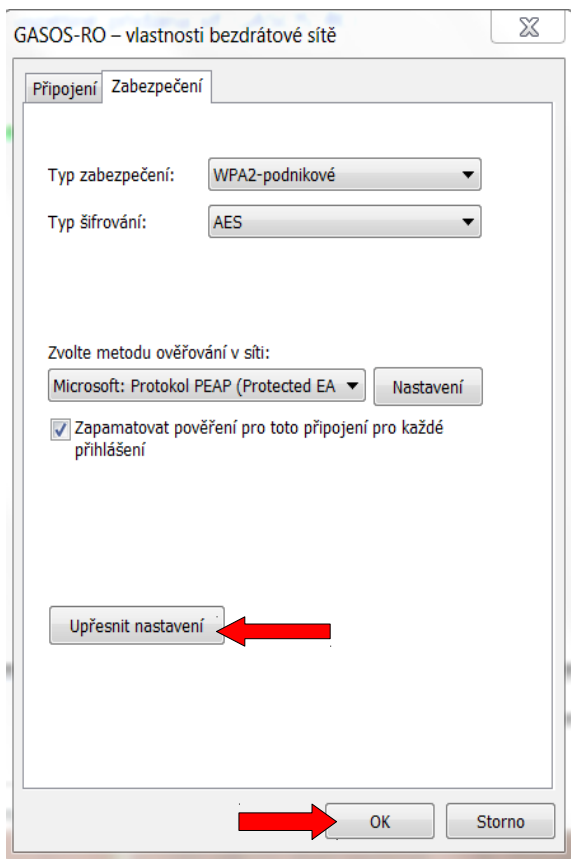 GASOS-RO – vlastnosti bezdrátové sítě
Připojení Zabezpečení
Typ zabezpečení: WPA2-podnikové
Typ šifrování: AES
Zvolte metodu ověřování v síti:
Microsoft: Protokol PEAP (Protected EA Nastavení
Zapamatovat pověření pro toto připojení pro každé
přihlášení
Upřesnit nastavení
OK Storno